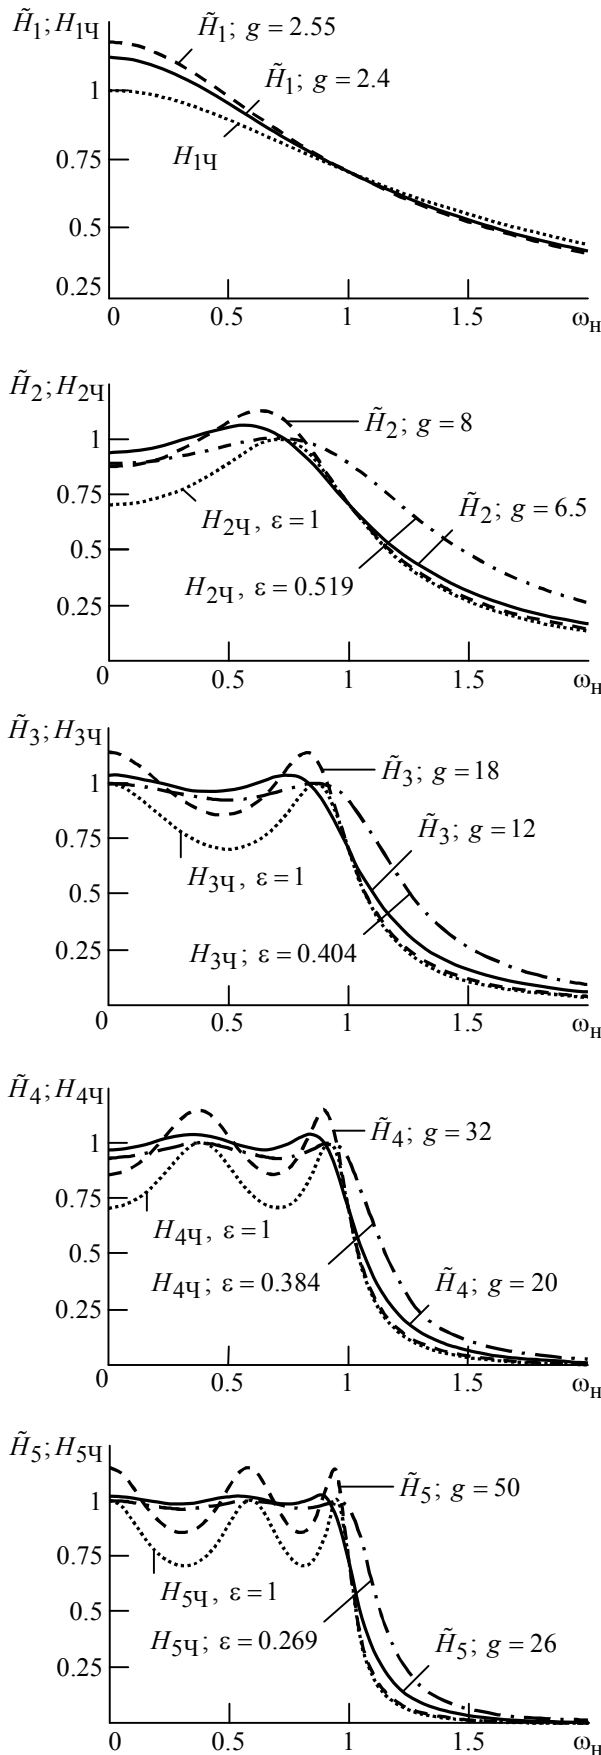 H̃₁; H₁Ч
H̃₁; g = 2.55
H̃₁; g = 2.4
1
H₁Ч
0.75
0.5
0.25
0 0.5 1 1.5 ωн
H̃₂; H₂Ч
H̃₂; g = 8
1
H̃₂; g = 6.5
0.75
H₂Ч, ε = 1
0.5
H₂Ч, ε = 0.519
0.25
0 0.5 1 1.5 ωн
H̃₃; H₃Ч
H̃₃; g = 18
1
H̃₃; g = 12
0.75
H₃Ч, ε = 1
0.5
H₃Ч; ε = 0.404
0.25
0 0.5 1 1.5 ωн
H̃₄; H₄Ч
H̃₄; g = 32
1
0.75
H₄Ч, ε = 1
0.5
H₄Ч; ε = 0.384
H̃₄; g = 20
0.25
0 0.5 1 1.5 ωн
H̃₅; H₅Ч
H̃₅; g = 50
1
0.75
H₅Ч, ε = 1
0.5
H₅Ч; ε = 0.269
H̃₅; g = 26
0.25
0 0.5 1 1.5 ωн